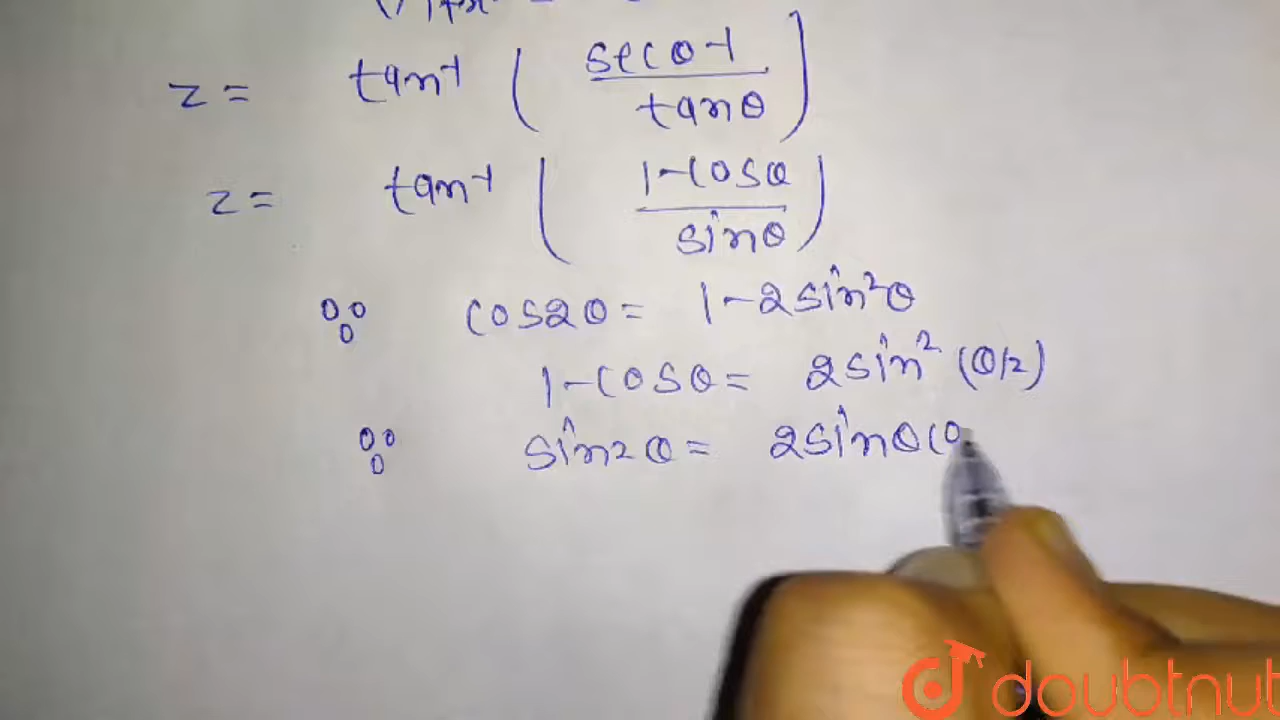 z = tan⁻¹ ( secθ-1 / tanθ )
z = tan⁻¹ ( 1-cosθ / sinθ )
∵ cos2θ = 1-2sin²θ
1-cosθ = 2sin² (θ/2)
∵ sin2θ = 2sinθco
doubtnut